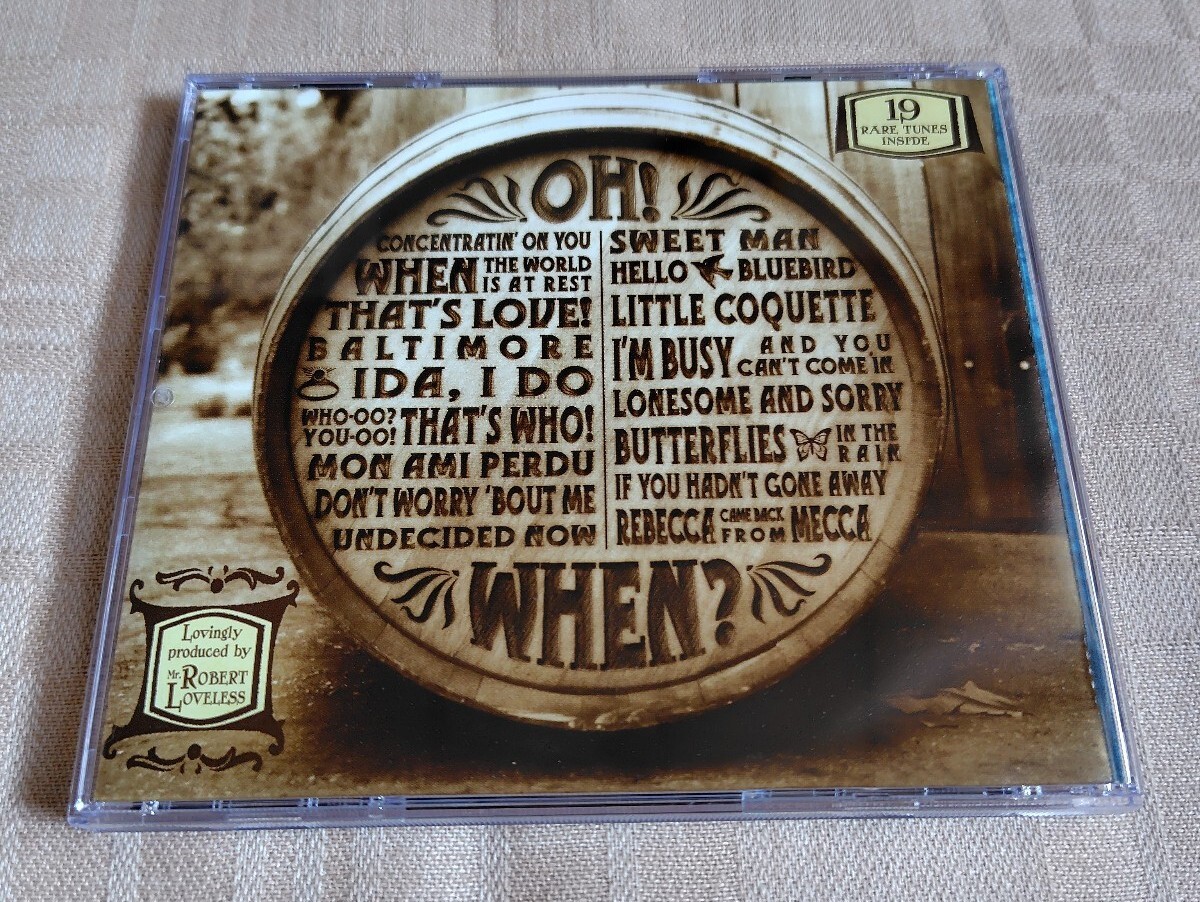 19
RARE TUNES
INSIDE
OH!
CONCENTRATIN' ON YOU
WHEN THE WORLD
IS AT REST
THAT'S LOVE!
BALTIMORE
IDA, I DO
WHO-OO?
YOU-OO! THAT'S WHO!
MON AMI PERDU
DON'T WORRY 'BOUT ME
UNDECIDED NOW
SWEET MAN
HELLO BLUEBIRD
LITTLE COQUETTE
I'M BUSY AND YOU
CAN'T COME IN
LONESOME AND SORRY
BUTTERFLIES IN THE
RAIN
IF YOU HADN'T GONE AWAY
REBECCA CAME BACK
FROM MECCA
WHEN?
Lovingly
produced by
Mr. ROBERT
LOVELESS